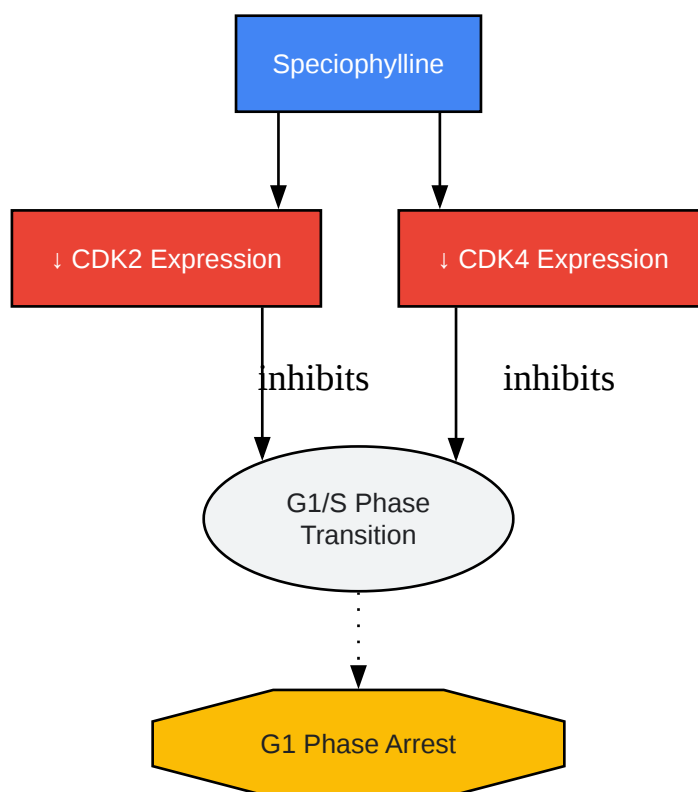 Speciophylline
↓ CDK2 Expression
↓ CDK4 Expression
inhibits
inhibits
G1/S Phase
Transition
G1 Phase Arrest